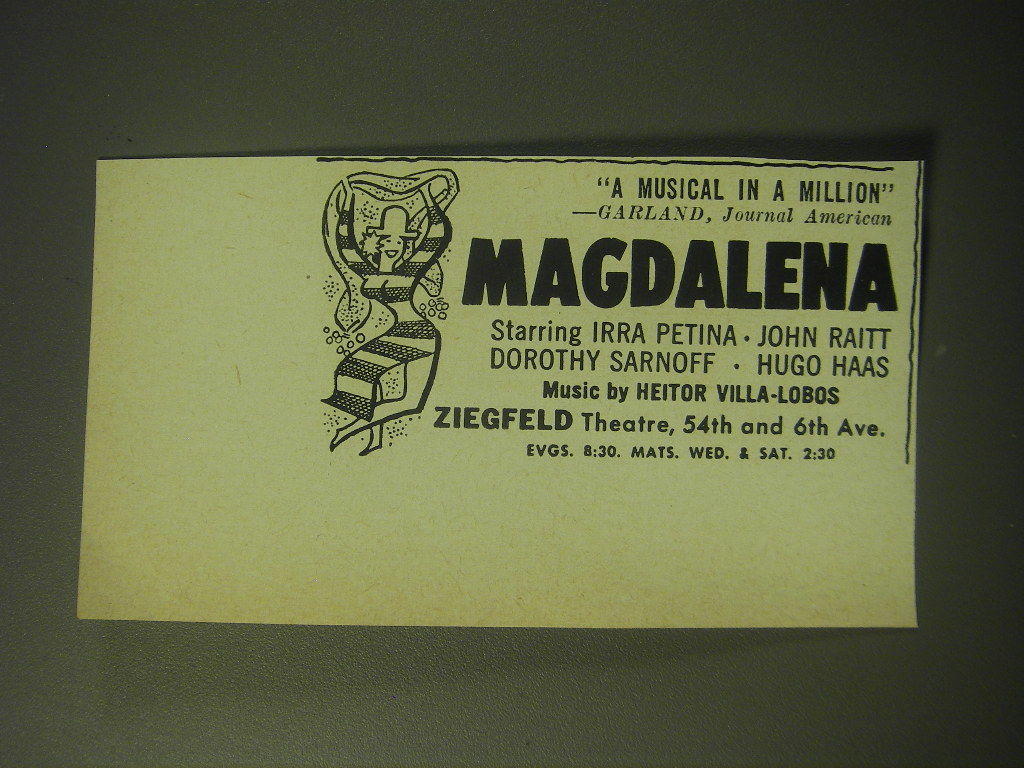 "A MUSICAL IN A MILLION"
—GARLAND, Journal American
MAGDALENA
Starring IRRA PETINA · JOHN RAITT
DOROTHY SARNOFF · HUGO HAAS
Music by HEITOR VILLA-LOBOS
ZIEGFELD Theatre, 54th and 6th Ave.
EVGS. 8:30. MATS. WED. & SAT. 2:30